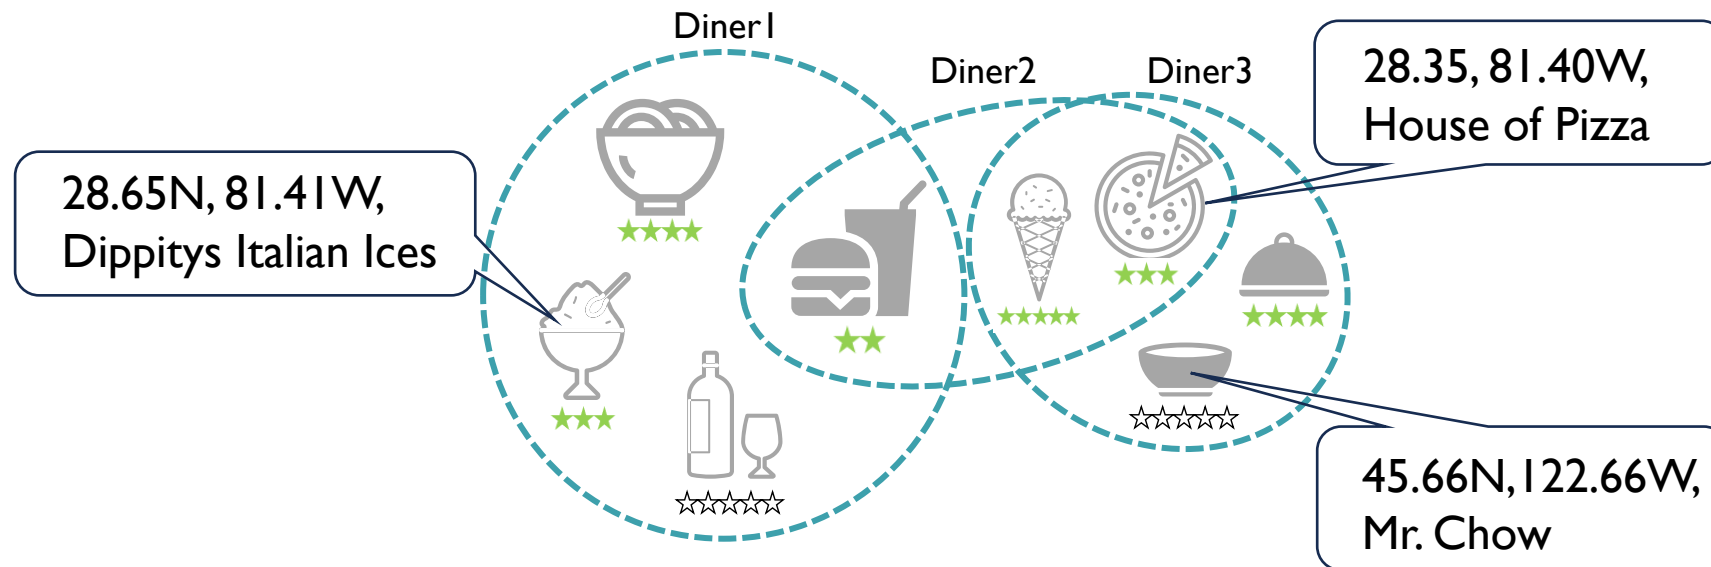 Diner1
Diner2
Diner3
28.35, 81.40W,
House of Pizza
28.65N, 81.41W,
Dippitys Italian Ices
45.66N,122.66W,
Mr. Chow